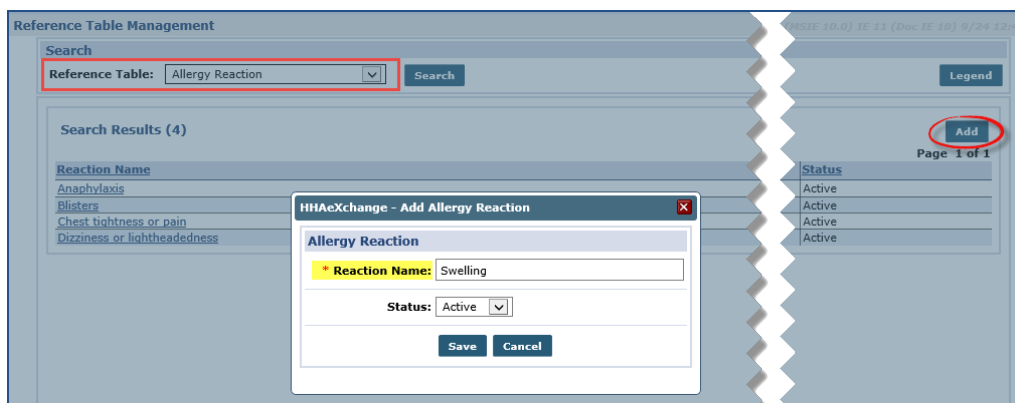 Reference Table Management
(MSIE 10.0) IE 11 (Doc IE 10) 9/24
Search
Reference Table: Allergy Reaction Search Legend
Search Results (4) Add
Page 1 of 1
Reaction Name Status
Anaphylaxis Active
Blisters Active
Chest tightness or pain Active
Dizziness or lightheadedness Active
HHAeXchange - Add Allergy Reaction
Allergy Reaction
* Reaction Name: Swelling
Status: Active
Save Cancel